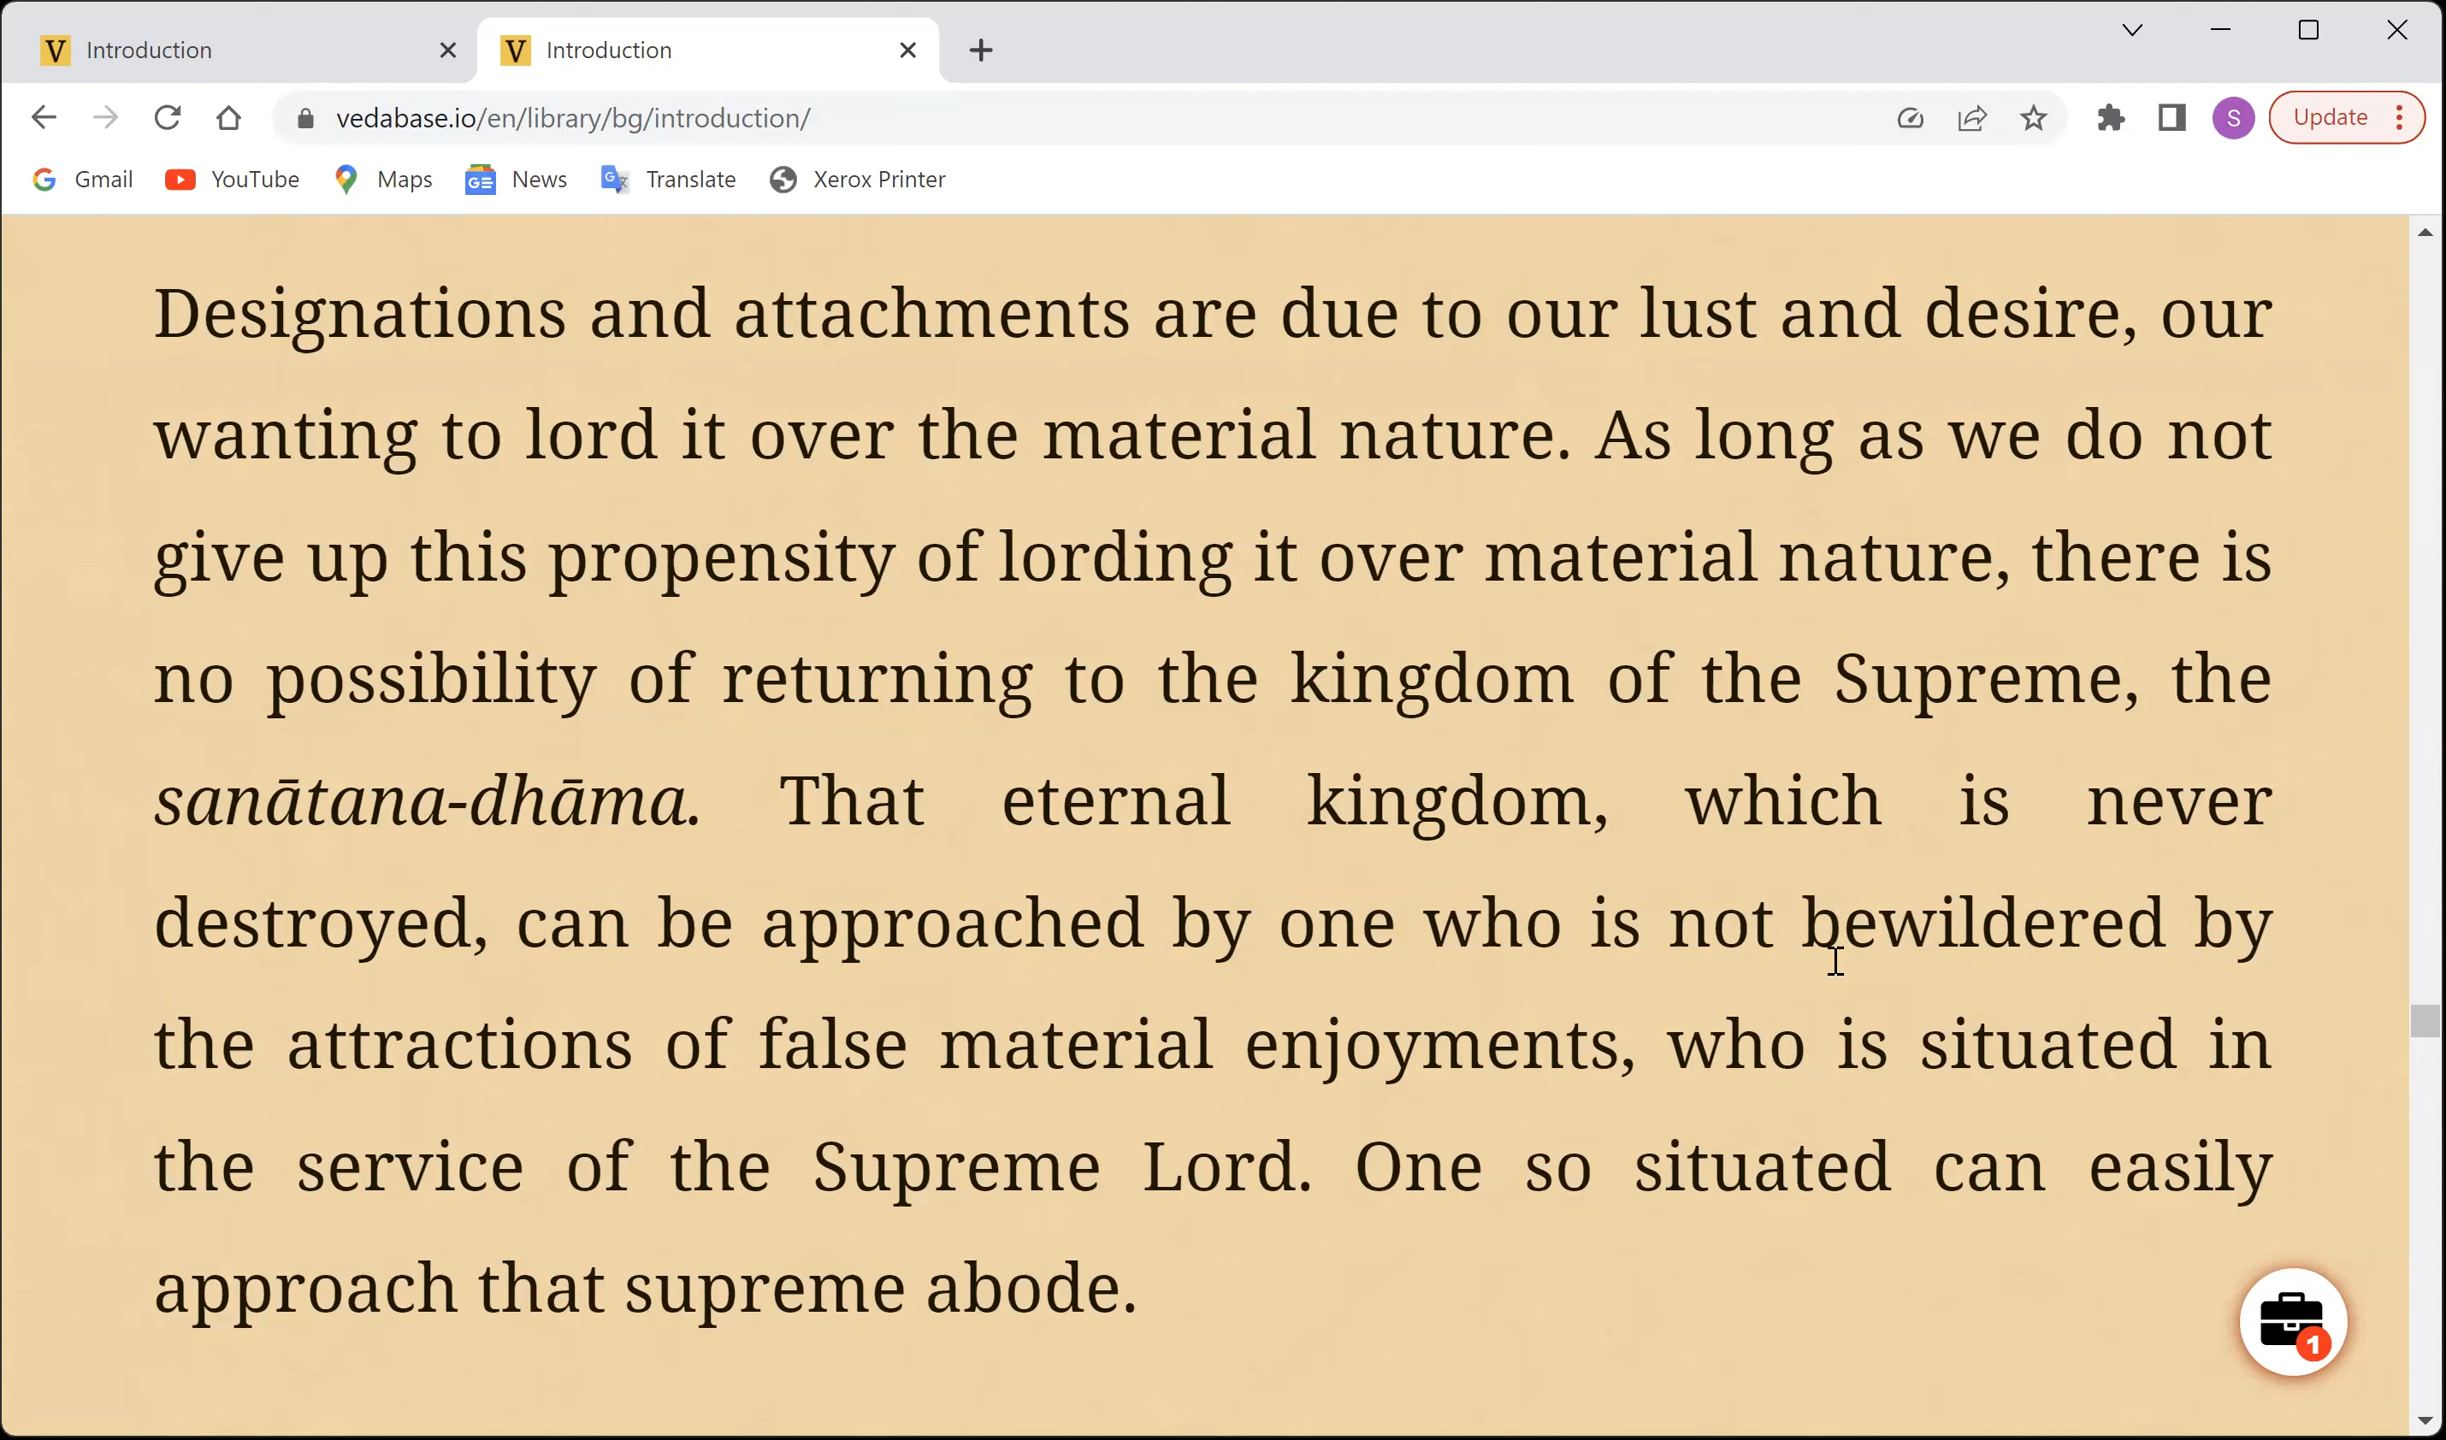 Introduction
Introduction
vedabase.io/en/library/bg/introduction/
S
Update
Gmail
YouTube
Maps
News
Translate
Xerox Printer
Designations and attachments are due to our lust and desire, our
wanting to lord it over the material nature. As long as we do not
give up this propensity of lording it over material nature, there is
no possibility of returning to the kingdom of the Supreme, the
sanātana-dhāma. That eternal kingdom, which is never
destroyed, can be approached by one who is not bewildered by
the attractions of false material enjoyments, who is situated in
the service of the Supreme Lord. One so situated can easily
approach that supreme abode.
1